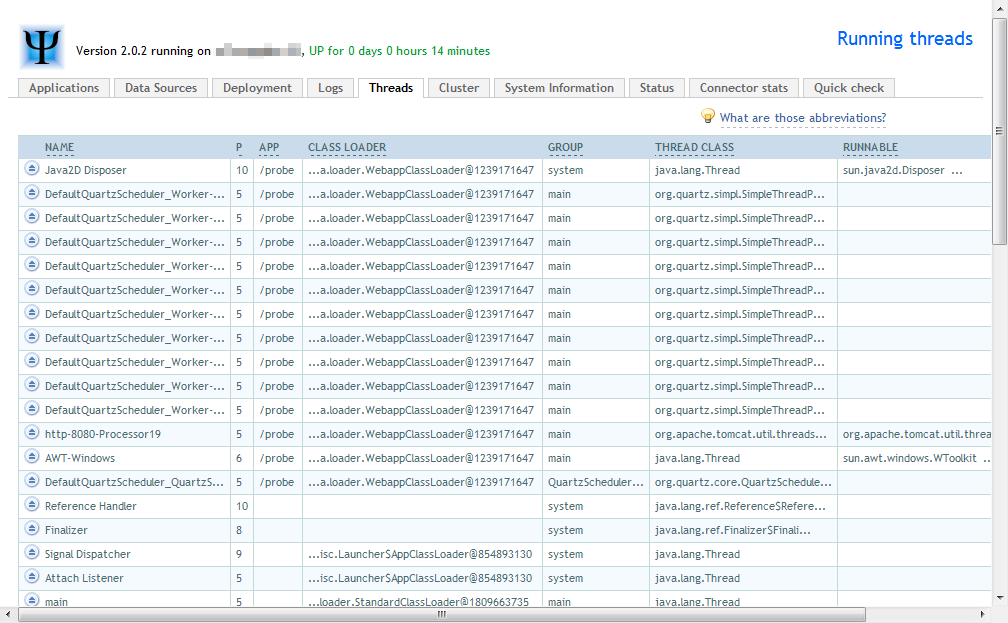 Ψ
Version 2.0.2 running on , UP for 0 days 0 hours 14 minutes
Running threads
Applications Data Sources Deployment Logs Threads Cluster System Information Status Connector stats Quick check
What are those abbreviations?
NAME P APP CLASS LOADER GROUP THREAD CLASS RUNNABLE
Java2D Disposer 10 /probe ...a.loader.WebappClassLoader@1239171647 system java.lang.Thread sun.java2d.Disposer ...
DefaultQuartzScheduler_Worker-... 5 /probe ...a.loader.WebappClassLoader@1239171647 main org.quartz.simpl.SimpleThreadP...
DefaultQuartzScheduler_Worker-... 5 /probe ...a.loader.WebappClassLoader@1239171647 main org.quartz.simpl.SimpleThreadP...
DefaultQuartzScheduler_Worker-... 5 /probe ...a.loader.WebappClassLoader@1239171647 main org.quartz.simpl.SimpleThreadP...
DefaultQuartzScheduler_Worker-... 5 /probe ...a.loader.WebappClassLoader@1239171647 main org.quartz.simpl.SimpleThreadP...
DefaultQuartzScheduler_Worker-... 5 /probe ...a.loader.WebappClassLoader@1239171647 main org.quartz.simpl.SimpleThreadP...
DefaultQuartzScheduler_Worker-... 5 /probe ...a.loader.WebappClassLoader@1239171647 main org.quartz.simpl.SimpleThreadP...
DefaultQuartzScheduler_Worker-... 5 /probe ...a.loader.WebappClassLoader@1239171647 main org.quartz.simpl.SimpleThreadP...
DefaultQuartzScheduler_Worker-... 5 /probe ...a.loader.WebappClassLoader@1239171647 main org.quartz.simpl.SimpleThreadP...
DefaultQuartzScheduler_Worker-... 5 /probe ...a.loader.WebappClassLoader@1239171647 main org.quartz.simpl.SimpleThreadP...
DefaultQuartzScheduler_Worker-... 5 /probe ...a.loader.WebappClassLoader@1239171647 main org.quartz.simpl.SimpleThreadP...
http-8080-Processor19 5 /probe ...a.loader.WebappClassLoader@1239171647 main org.apache.tomcat.util.threads... org.apache.tomcat.util.threa
AWT-Windows 6 /probe ...a.loader.WebappClassLoader@1239171647 main java.lang.Thread sun.awt.windows.WToolkit ..
DefaultQuartzScheduler_QuartzS... 5 /probe ...a.loader.WebappClassLoader@1239171647 QuartzScheduler... org.quartz.core.QuartzSchedule...
Reference Handler 10 system java.lang.ref.Reference$Refere...
Finalizer 8 system java.lang.ref.Finalizer$Finali...
Signal Dispatcher 9 ...isc.Launcher$AppClassLoader@854893130 system java.lang.Thread
Attach Listener 5 ...isc.Launcher$AppClassLoader@854893130 system java.lang.Thread
main 5 ...loader.StandardClassLoader@1809663735 main java.lang.Thread